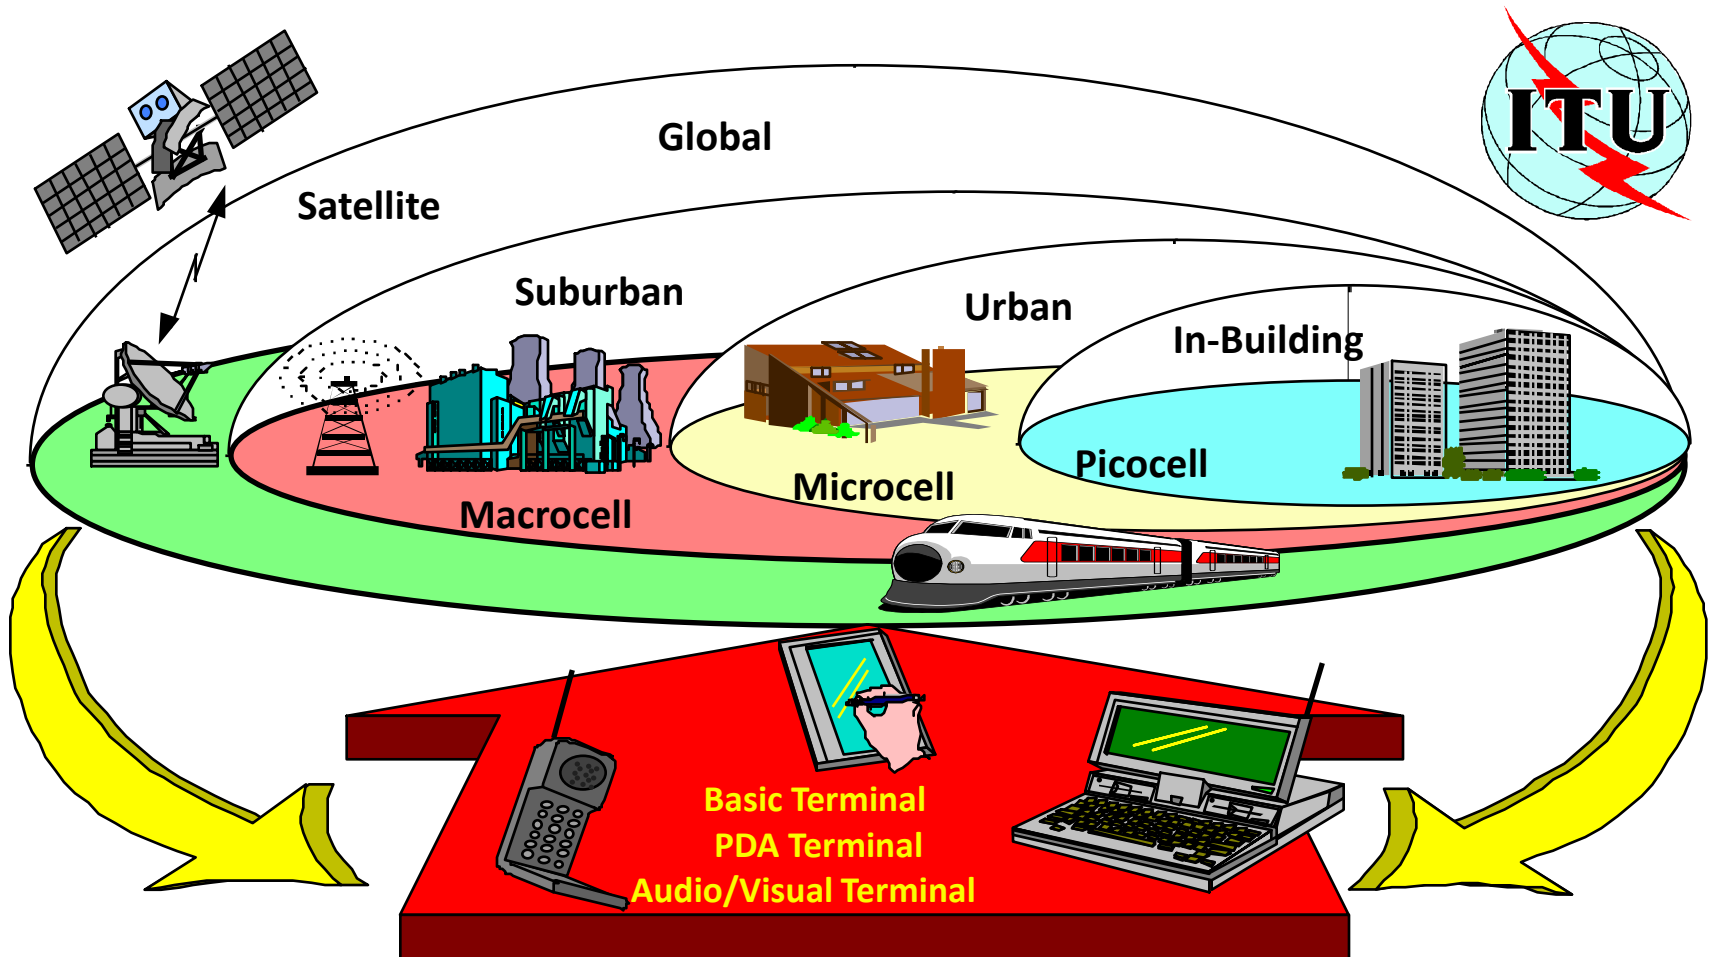 ITU
Global
Satellite
Suburban
Urban
In-Building
Picocell
Microcell
Macrocell
Basic Terminal
PDA Terminal
Audio/Visual Terminal